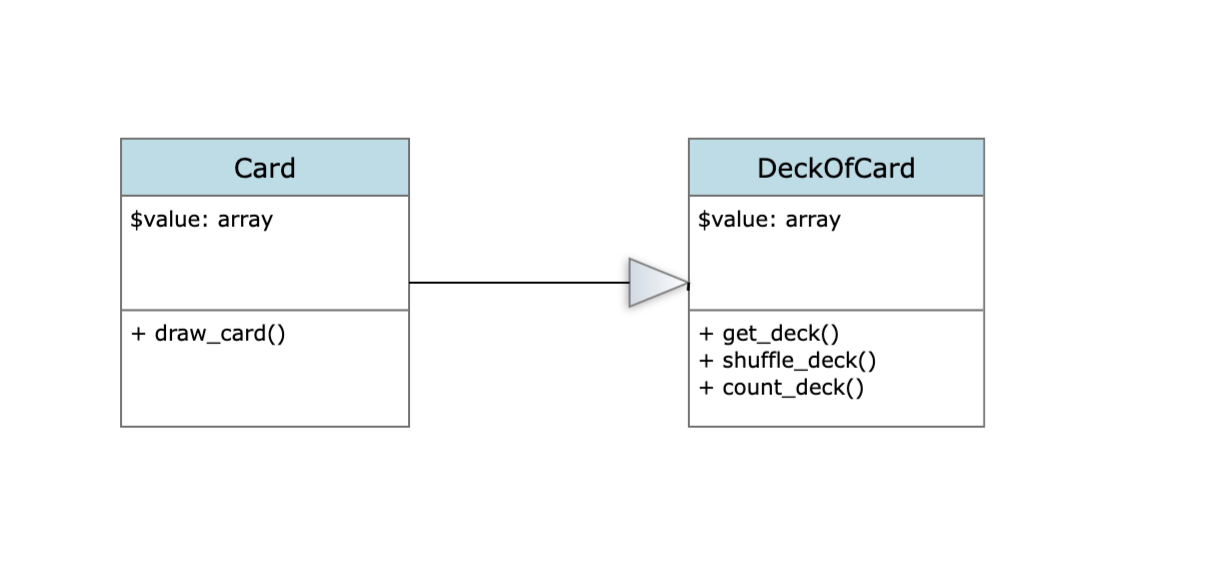 Card
$value: array
+ draw_card()
DeckOfCard
$value: array
+ get_deck()
+ shuffle_deck()
+ count_deck()